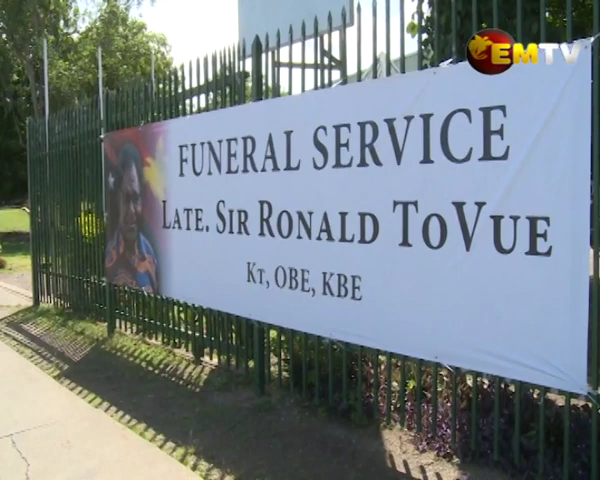 EMTV
FUNERAL SERVICE
LATE. SIR RONALD TOVUE
KT, OBE, KBE